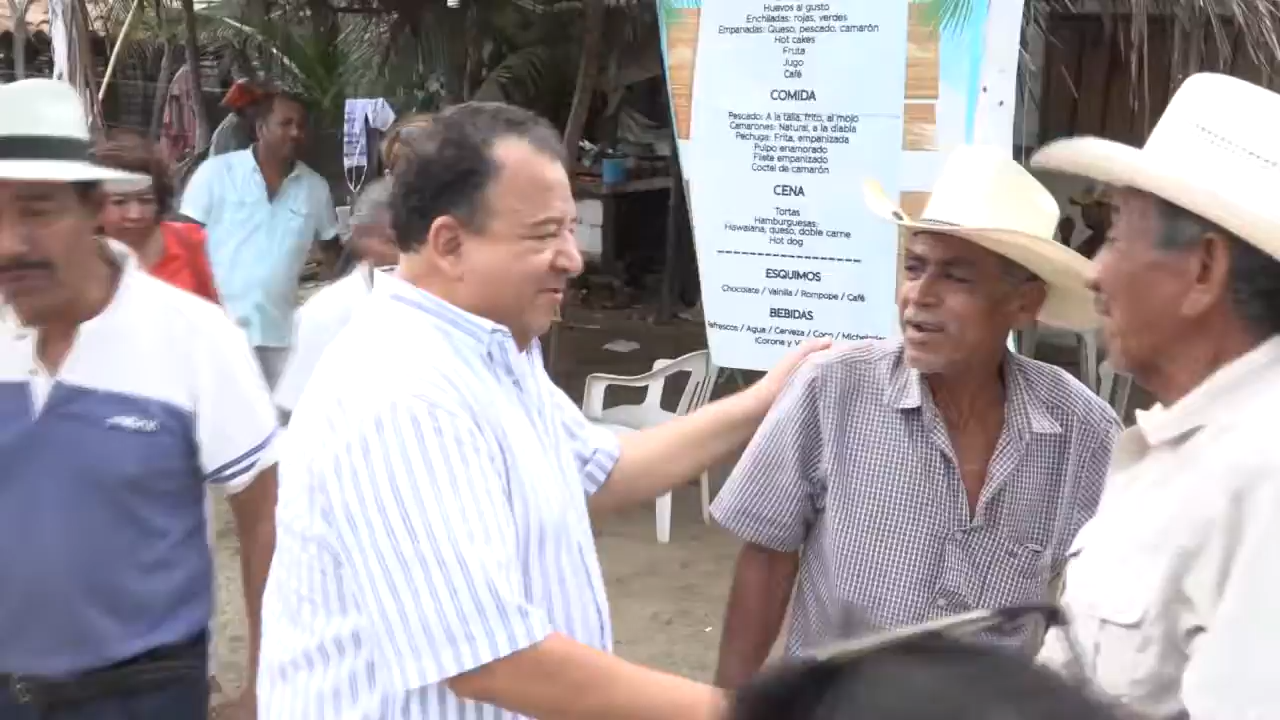 Huevos al gusto
Enchiladas: rojas, verdes
Empanadas: Queso, pescado, camarón
Hot cakes
Fruta
Jugo
Café
COMIDA
Pescado: A la talla, frito, al mojo
Camarones: Natural, a la diabla
Pechuga: Frita, empanizada
Pulpo enamorado
Filete empanizado
Coctel de camarón
CENA
Tortas
Hamburguesas:
Hawaiana, queso, doble carne
Hot dog
ESQUIMOS
Chocolate / Vainilla / Rompope / Café
BEBIDAS
Refrescos / Agua / Cerveza / Coco /
(Corona y